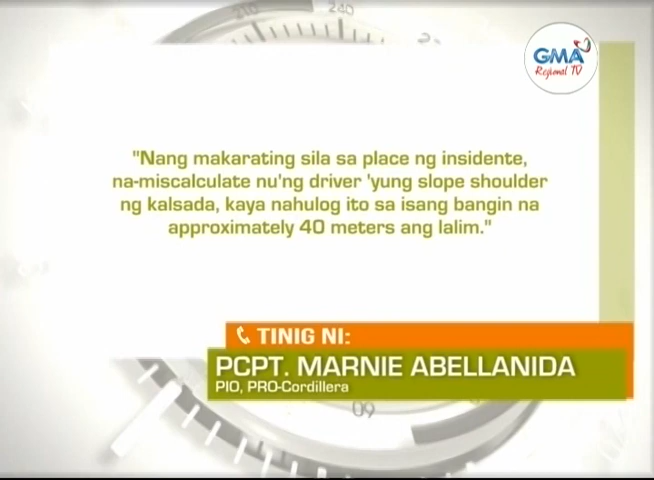 240
GMA
Regional TV
"Nang makarating sila sa place ng insidente,
na-miscalculate nu'ng driver 'yung slope shoulder
ng kalsada, kaya nahulog ito sa isang bangin na
approximately 40 meters ang lalim."
TINIG NI:
PCPT. MARNIE ABELLANIDA
PIO, PRO-Cordillera
60